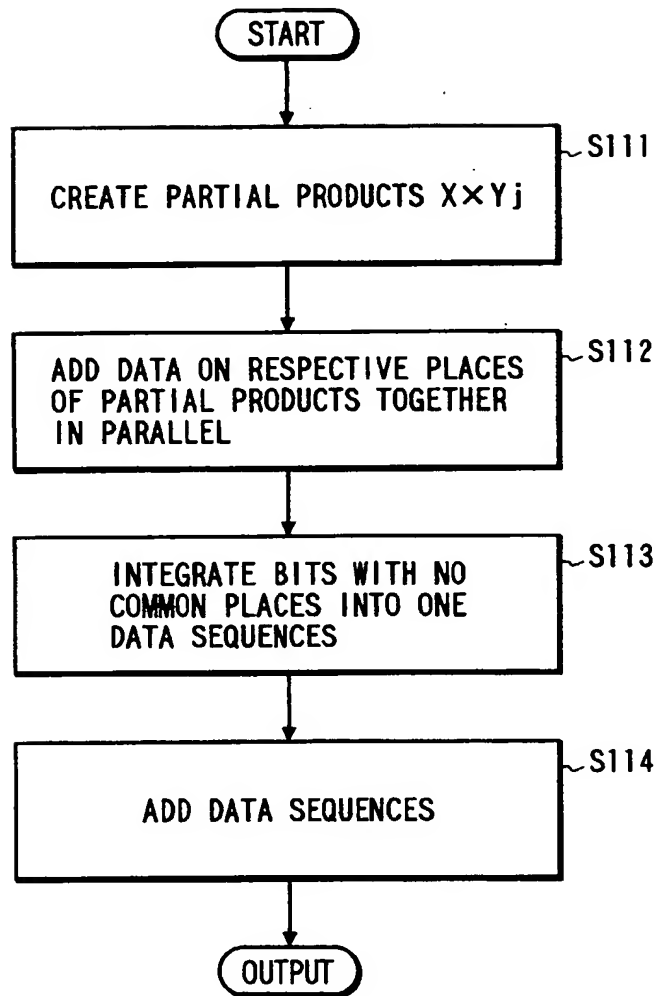 START
S111
CREATE PARTIAL PRODUCTS X×Yj
S112
ADD DATA ON RESPECTIVE PLACES
OF PARTIAL PRODUCTS TOGETHER
IN PARALLEL
S113
INTEGRATE BITS WITH NO
COMMON PLACES INTO ONE
DATA SEQUENCES
S114
ADD DATA SEQUENCES
OUTPUT